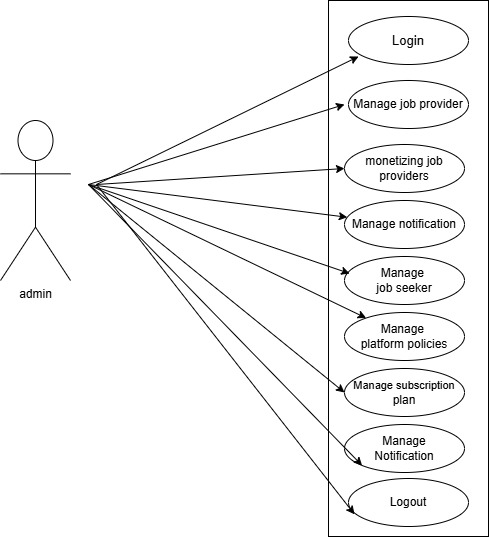 Login
Manage job provider
monetizing job
providers
Manage notification
Manage
job seeker
admin
Manage
platform policies
Manage subscription
plan
Manage
Notification
Logout